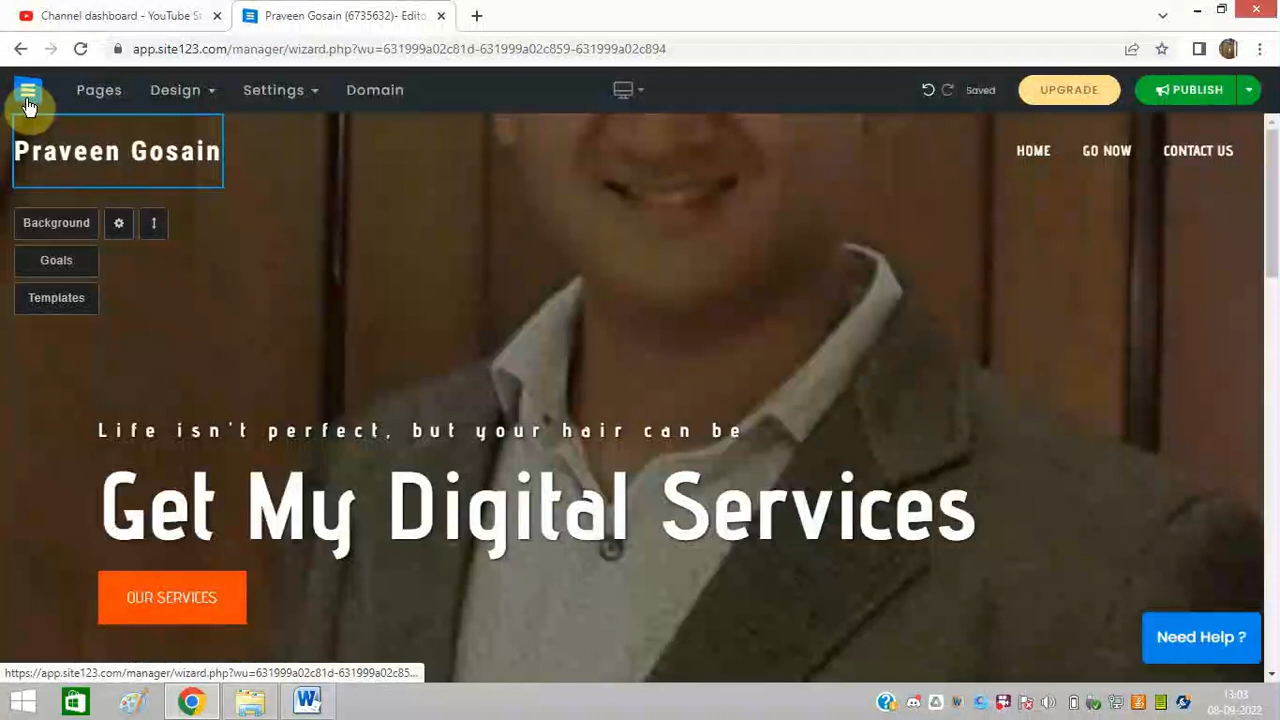 Channel dashboard - YouTube St
Praveen Gosain (6735632)- Edito
app.site123.com/manager/wizard.php?wu=631999a02c81d-631999a02c859-631999a02c894
Pages
Design
Settings
Domain
Saved
UPGRADE
PUBLISH
Praveen Gosain
HOME
GO NOW
CONTACT US
Background
Goals
Templates
Life isn't perfect, but your hair can be
Get My Digital Services
OUR SERVICES
Need Help ?
https://app.site123.com/manager/wizard.php?wu=631999a02c81d-631999a02c85...
13:03
08-09-2022